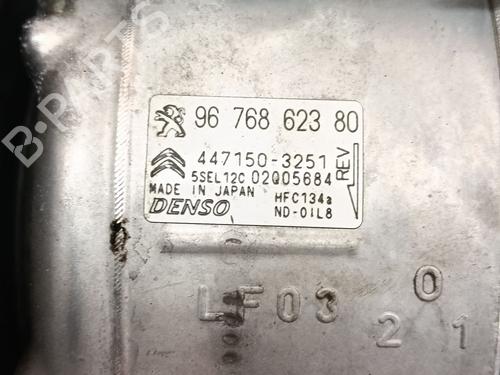 B-PARTS
96 768 623 80
447150-3251
5SEL12C 02Q05684
REV
MADE IN JAPAN HFC134a
DENSO ND-OIL8
LF03 0
2 1